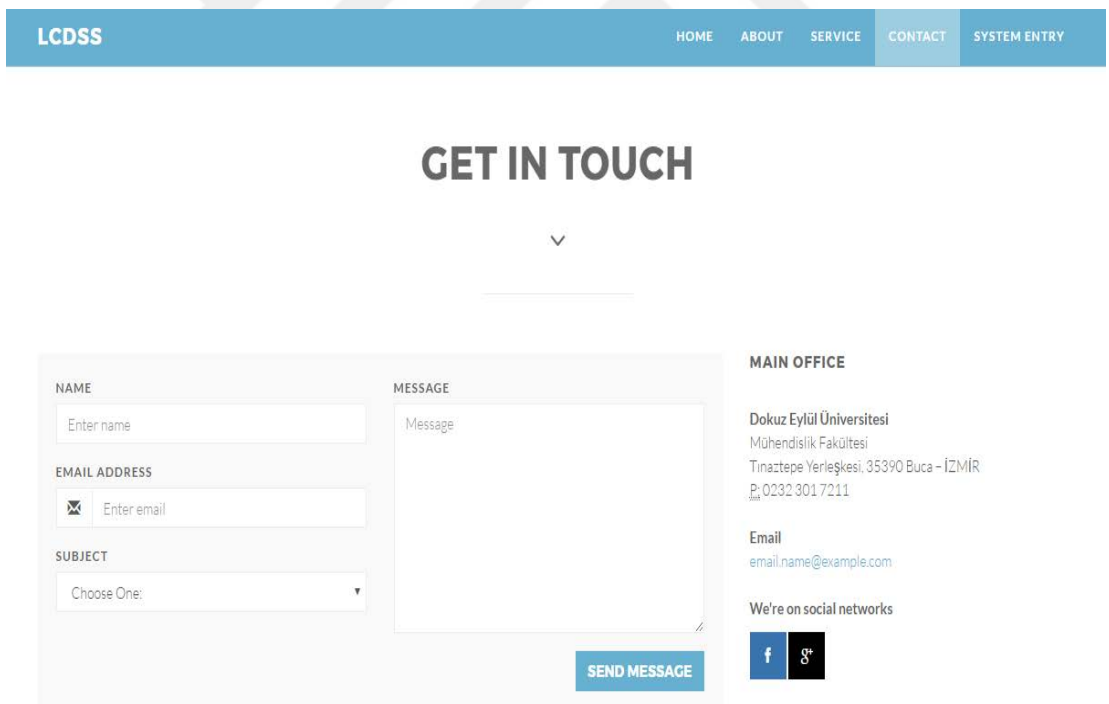 LCDSS
HOME ABOUT SERVICE CONTACT SYSTEM ENTRY
GET IN TOUCH
NAME
Enter name
EMAIL ADDRESS
Enter email
SUBJECT
Choose One:
MESSAGE
Message
SEND MESSAGE
MAIN OFFICE
Dokuz Eylül Üniversitesi
Mühendislik Fakültesi
Tınaztepe Yerleşkesi, 35390 Buca – İZMİR
P: 0232 301 7211
Email
email.name@example.com
We're on social networks
f g+